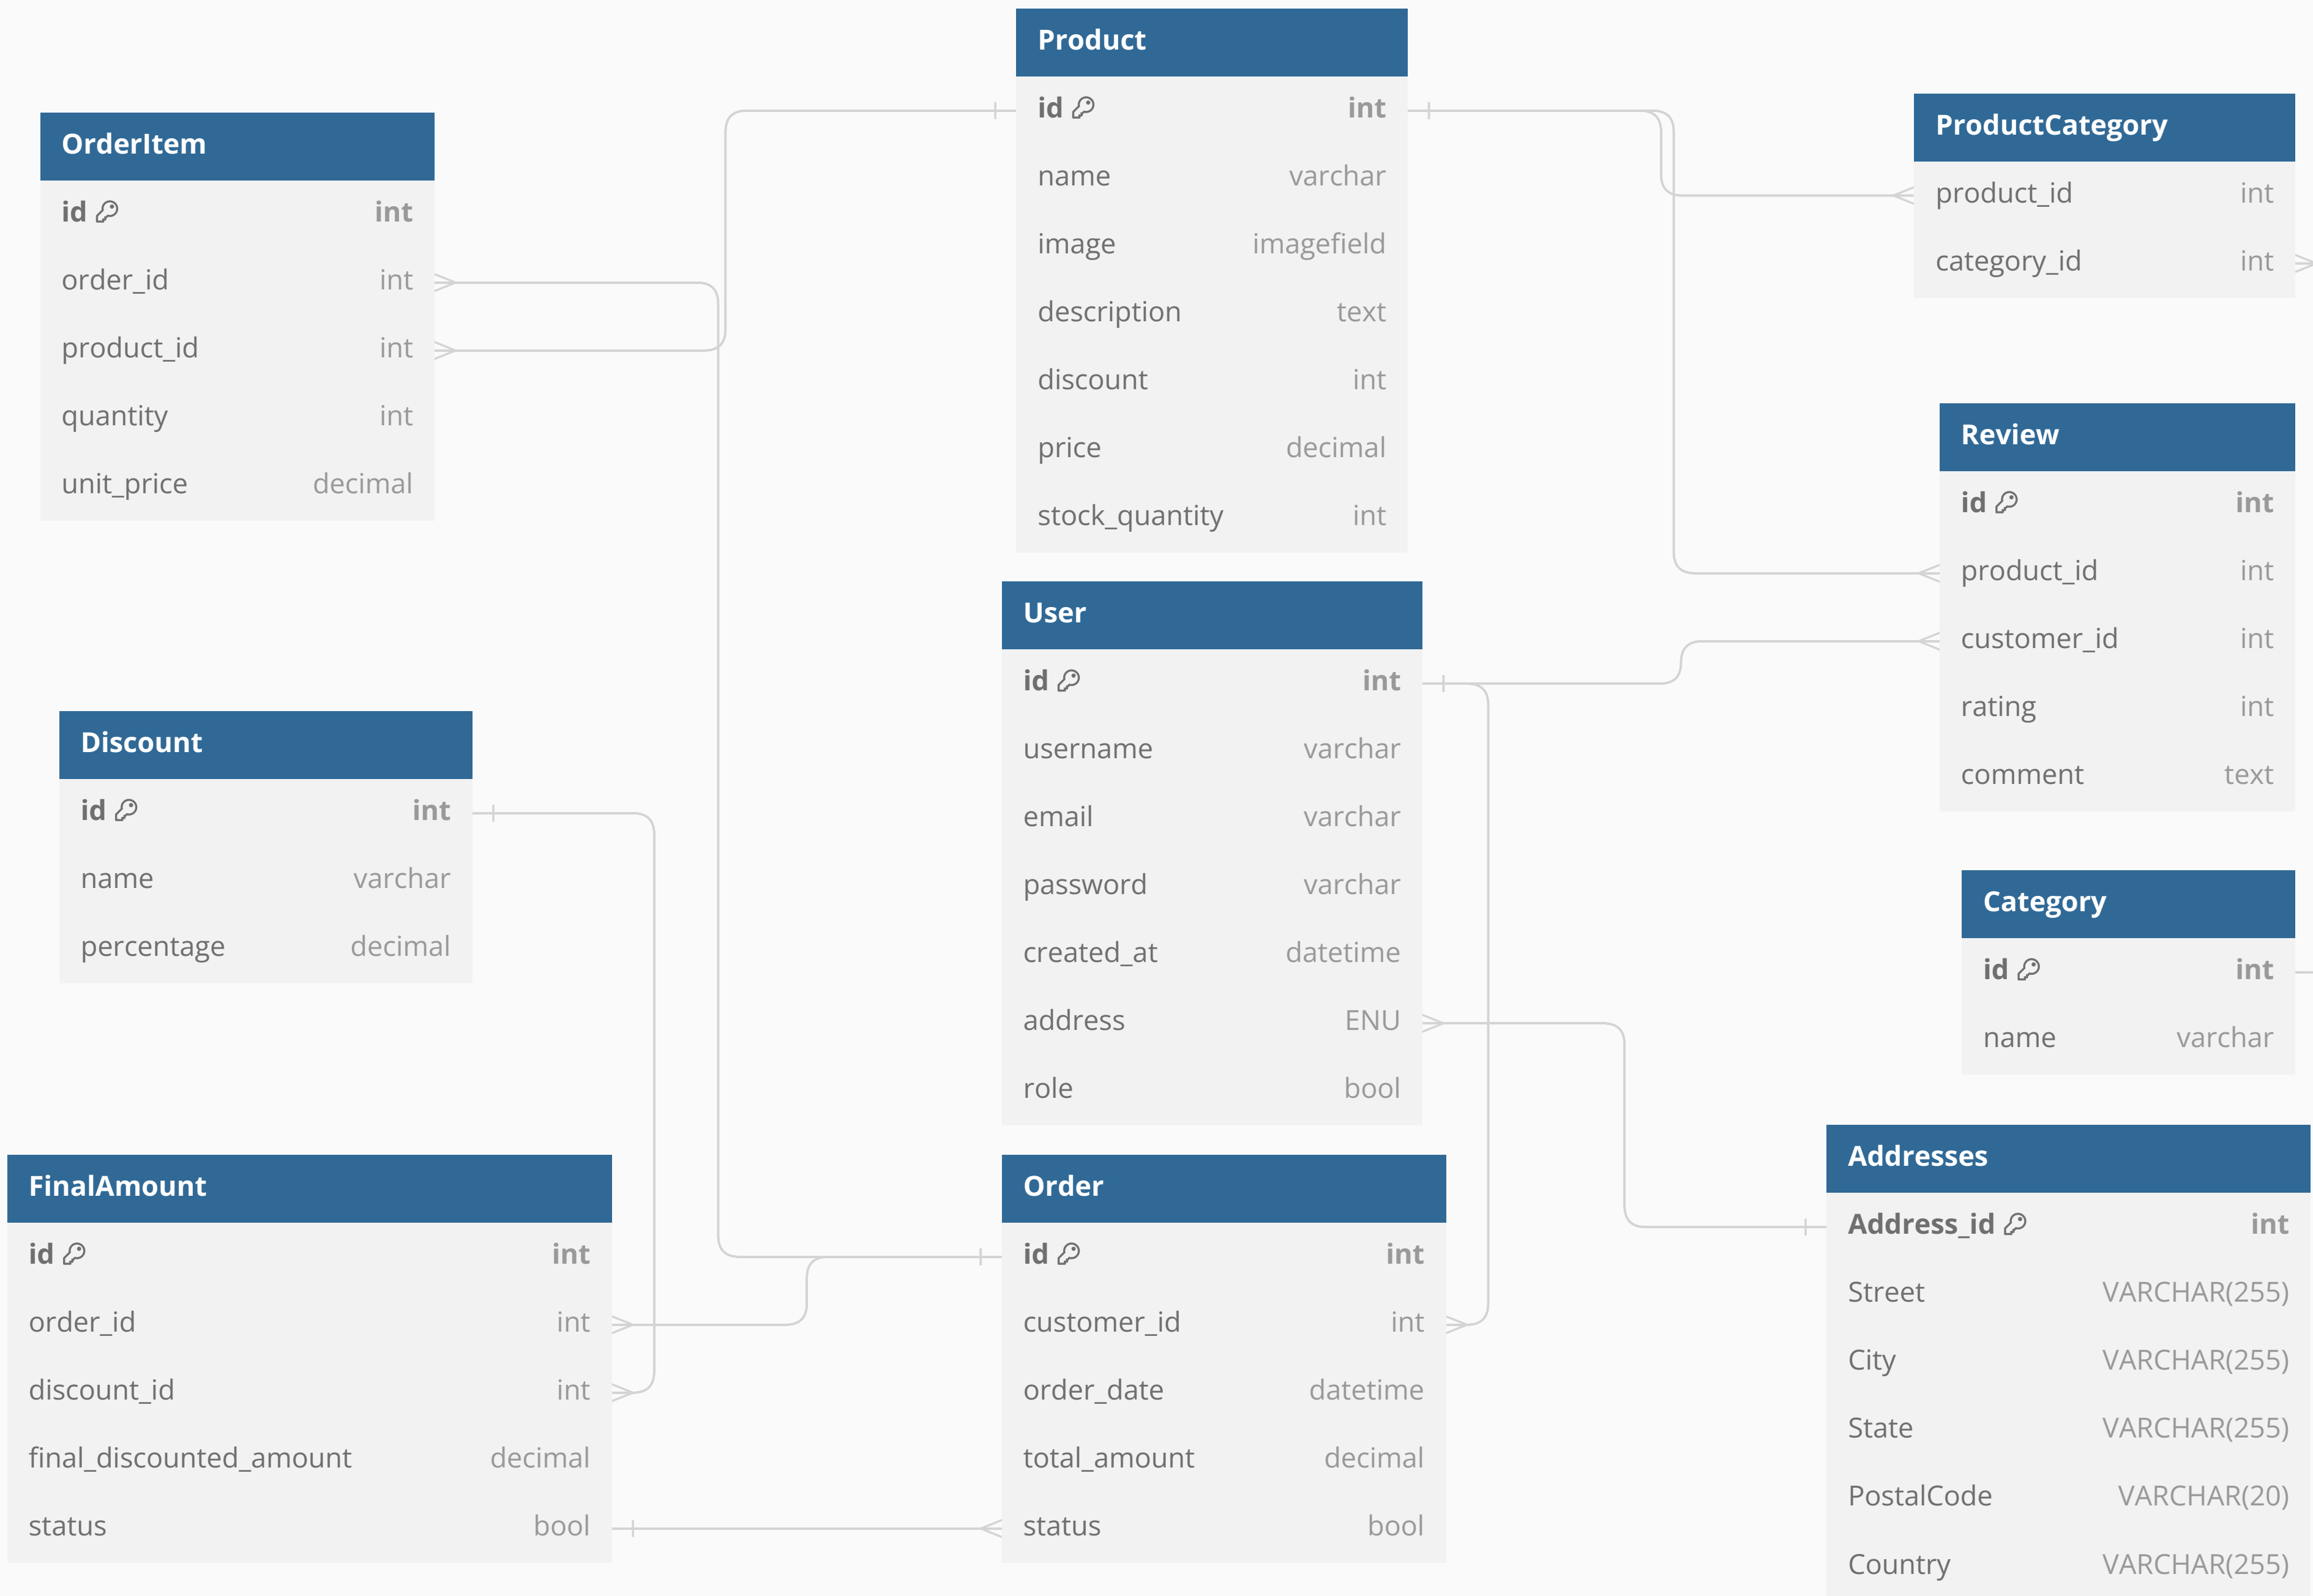 Product
id int
name varchar
image imagefield
description text
discount int
price decimal
stock_quantity int
OrderItem
id int
order_id int
product_id int
quantity int
unit_price decimal
ProductCategory
product_id int
category_id int
Review
id int
product_id int
customer_id int
rating int
comment text
User
id int
username varchar
email varchar
password varchar
created_at datetime
address ENU
role bool
Discount
id int
name varchar
percentage decimal
Category
id int
name varchar
FinalAmount
id int
order_id int
discount_id int
final_discounted_amount decimal
status bool
Order
id int
customer_id int
order_date datetime
total_amount decimal
status bool
Addresses
Address_id int
Street VARCHAR(255)
City VARCHAR(255)
State VARCHAR(255)
PostalCode VARCHAR(20)
Country VARCHAR(255)